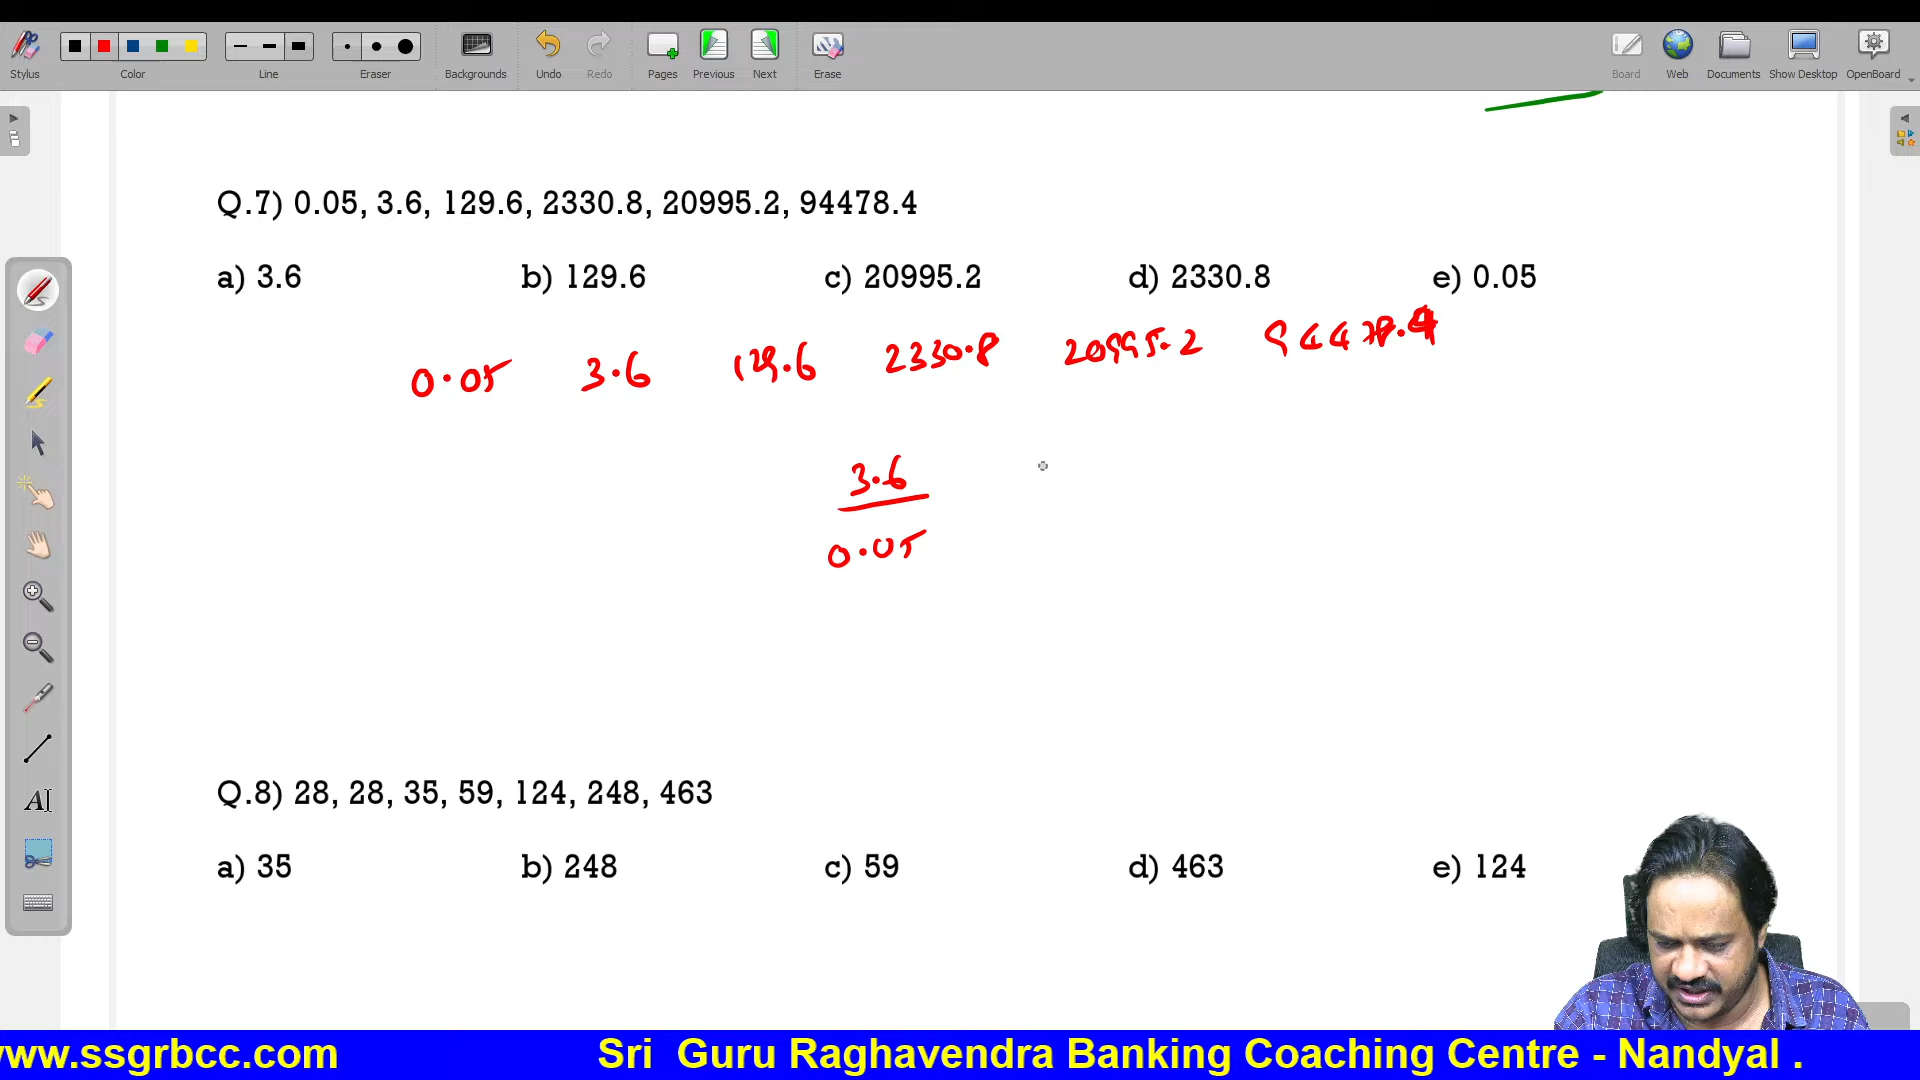 Stylus Color Line Eraser Backgrounds Undo Redo Pages Previous Next Erase Board Web Documents Show Desktop OpenBoard
Q.7) 0.05, 3.6, 129.6, 2330.8, 20995.2, 94478.4
a) 3.6 b) 129.6 c) 20995.2 d) 2330.8 e) 0.05
0.05 3.6 129.6 2330.8 20995.2 94478.4
3.6
0.05
Q.8) 28, 28, 35, 59, 124, 248, 463
a) 35 b) 248 c) 59 d) 463 e) 124
www.ssgrbcc.com Sri Guru Raghavendra Banking Coaching Centre - Nandyal .